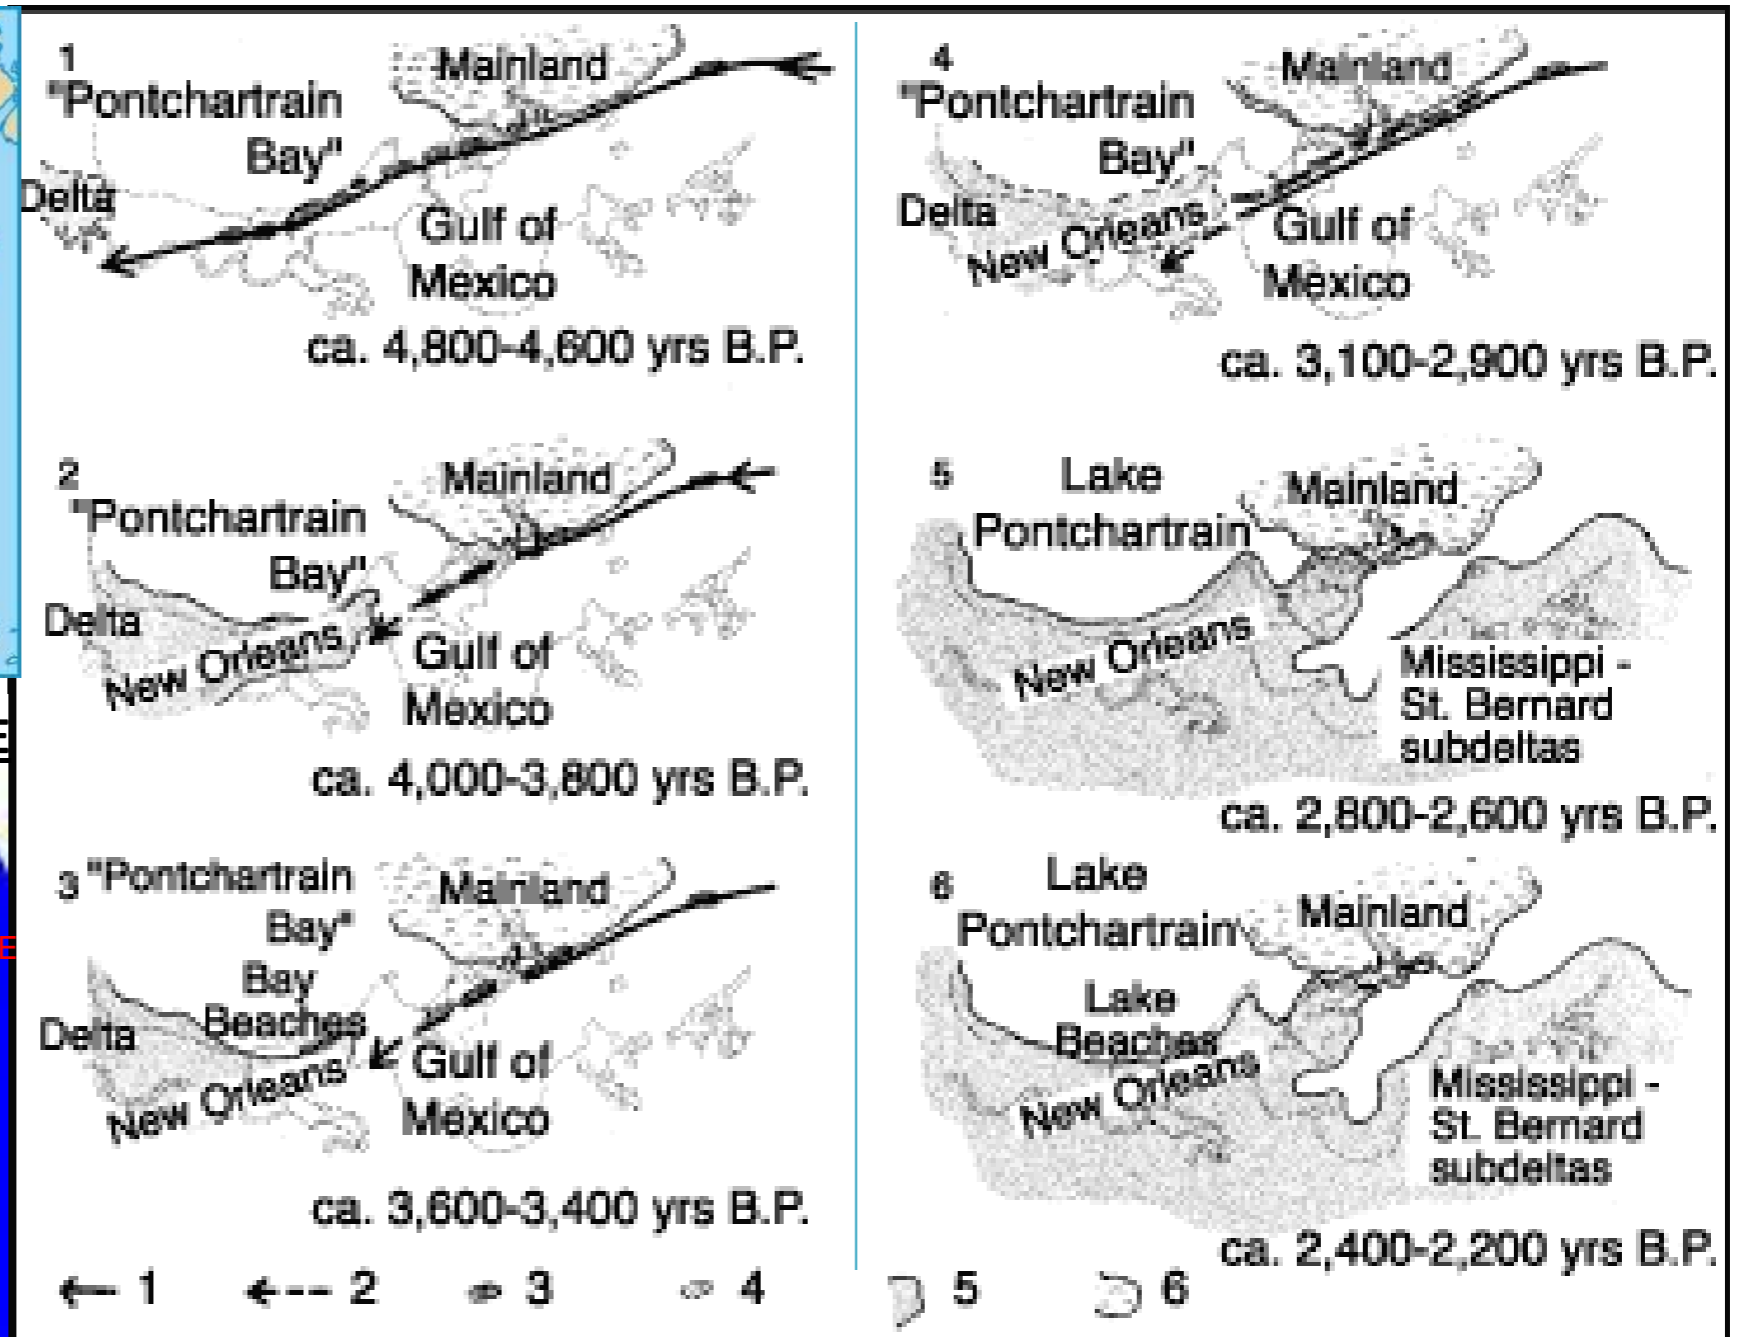 1
Mainland
"Pontchartrain
Bay"
Delta
Gulf of
Mexico
ca. 4,800-4,600 yrs B.P.
2
Mainland
"Pontchartrain
Bay"
Delta
New Orleans
Gulf of
Mexico
ca. 4,000-3,800 yrs B.P.
3
"Pontchartrain
Bay"
Mainland
Bay
Beaches
Delta
New Orleans
Gulf of
Mexico
ca. 3,600-3,400 yrs B.P.
4
Mainland
"Pontchartrain
Bay"
Delta
New Orleans
Gulf of
Mexico
ca. 3,100-2,900 yrs B.P.
5
Lake
Pontchartrain
Mainland
New Orleans
Mississippi -
St. Bernard
subdeltas
ca. 2,800-2,600 yrs B.P.
6
Lake
Pontchartrain
Mainland
Lake
Beaches
New Orleans
Mississippi -
St. Bernard
subdeltas
ca. 2,400-2,200 yrs B.P.
1 2 3 4 5 6